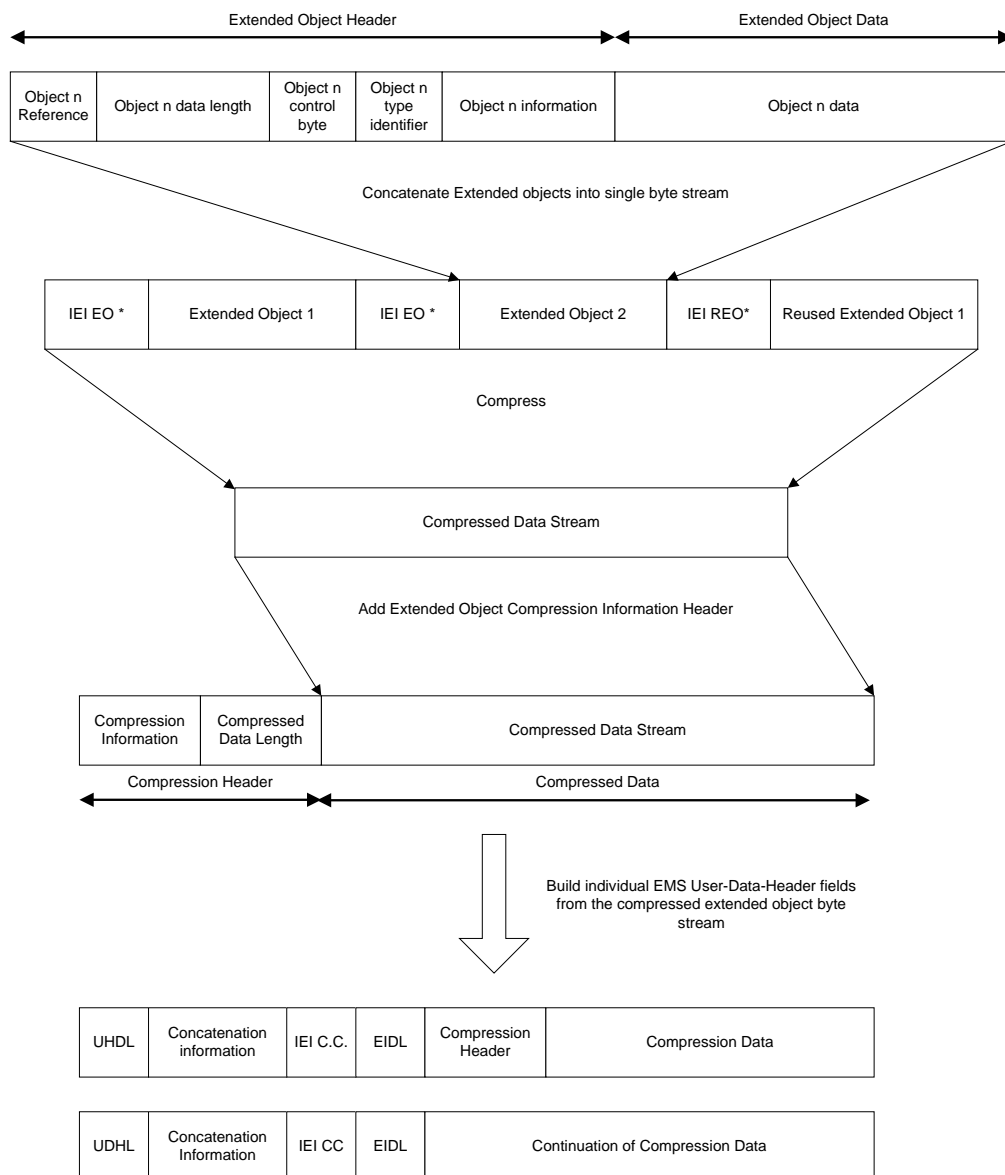 Extended Object Header
Extended Object Data
Object n Reference
Object n data length
Object n control byte
Object n type identifier
Object n information
Object n data
Concatenate Extended objects into single byte stream
IEI EO *
Extended Object 1
IEI EO *
Extended Object 2
IEI REO*
Reused Extended Object 1
Compress
Compressed Data Stream
Add Extended Object Compression Information Header
Compression Information
Compressed Data Length
Compressed Data Stream
Compression Header
Compressed Data
Build individual EMS User-Data-Header fields
from the compressed extended object byte
stream
UHDL
Concatenation information
IEI C.C.
EIDL
Compression Header
Compression Data
UDHL
Concatenation Information
IEI CC
EIDL
Continuation of Compression Data